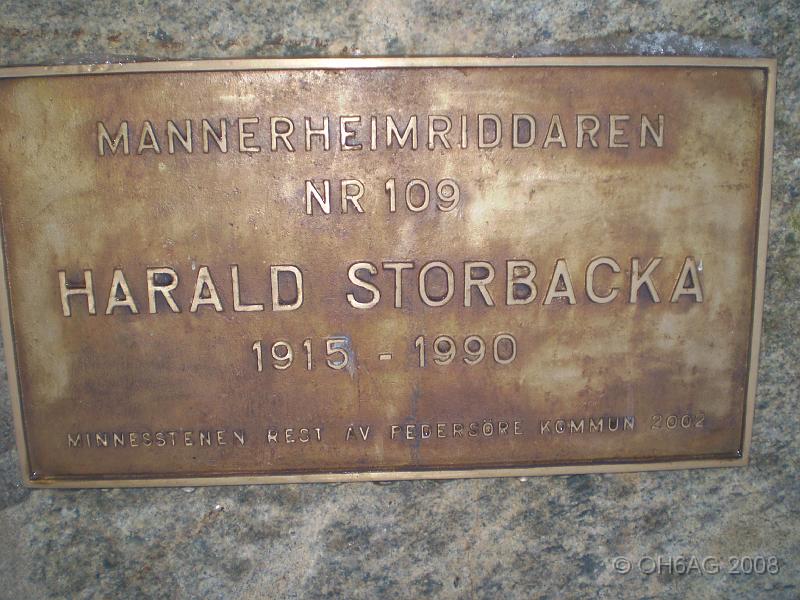 MANNERHEIMRIDDAREN
NR 109
HARALD STORBACKA
1915 - 1990
MINNESSTENEN REST AV PEDERSÖRE KOMMUN 2002
© OH6AG 2008